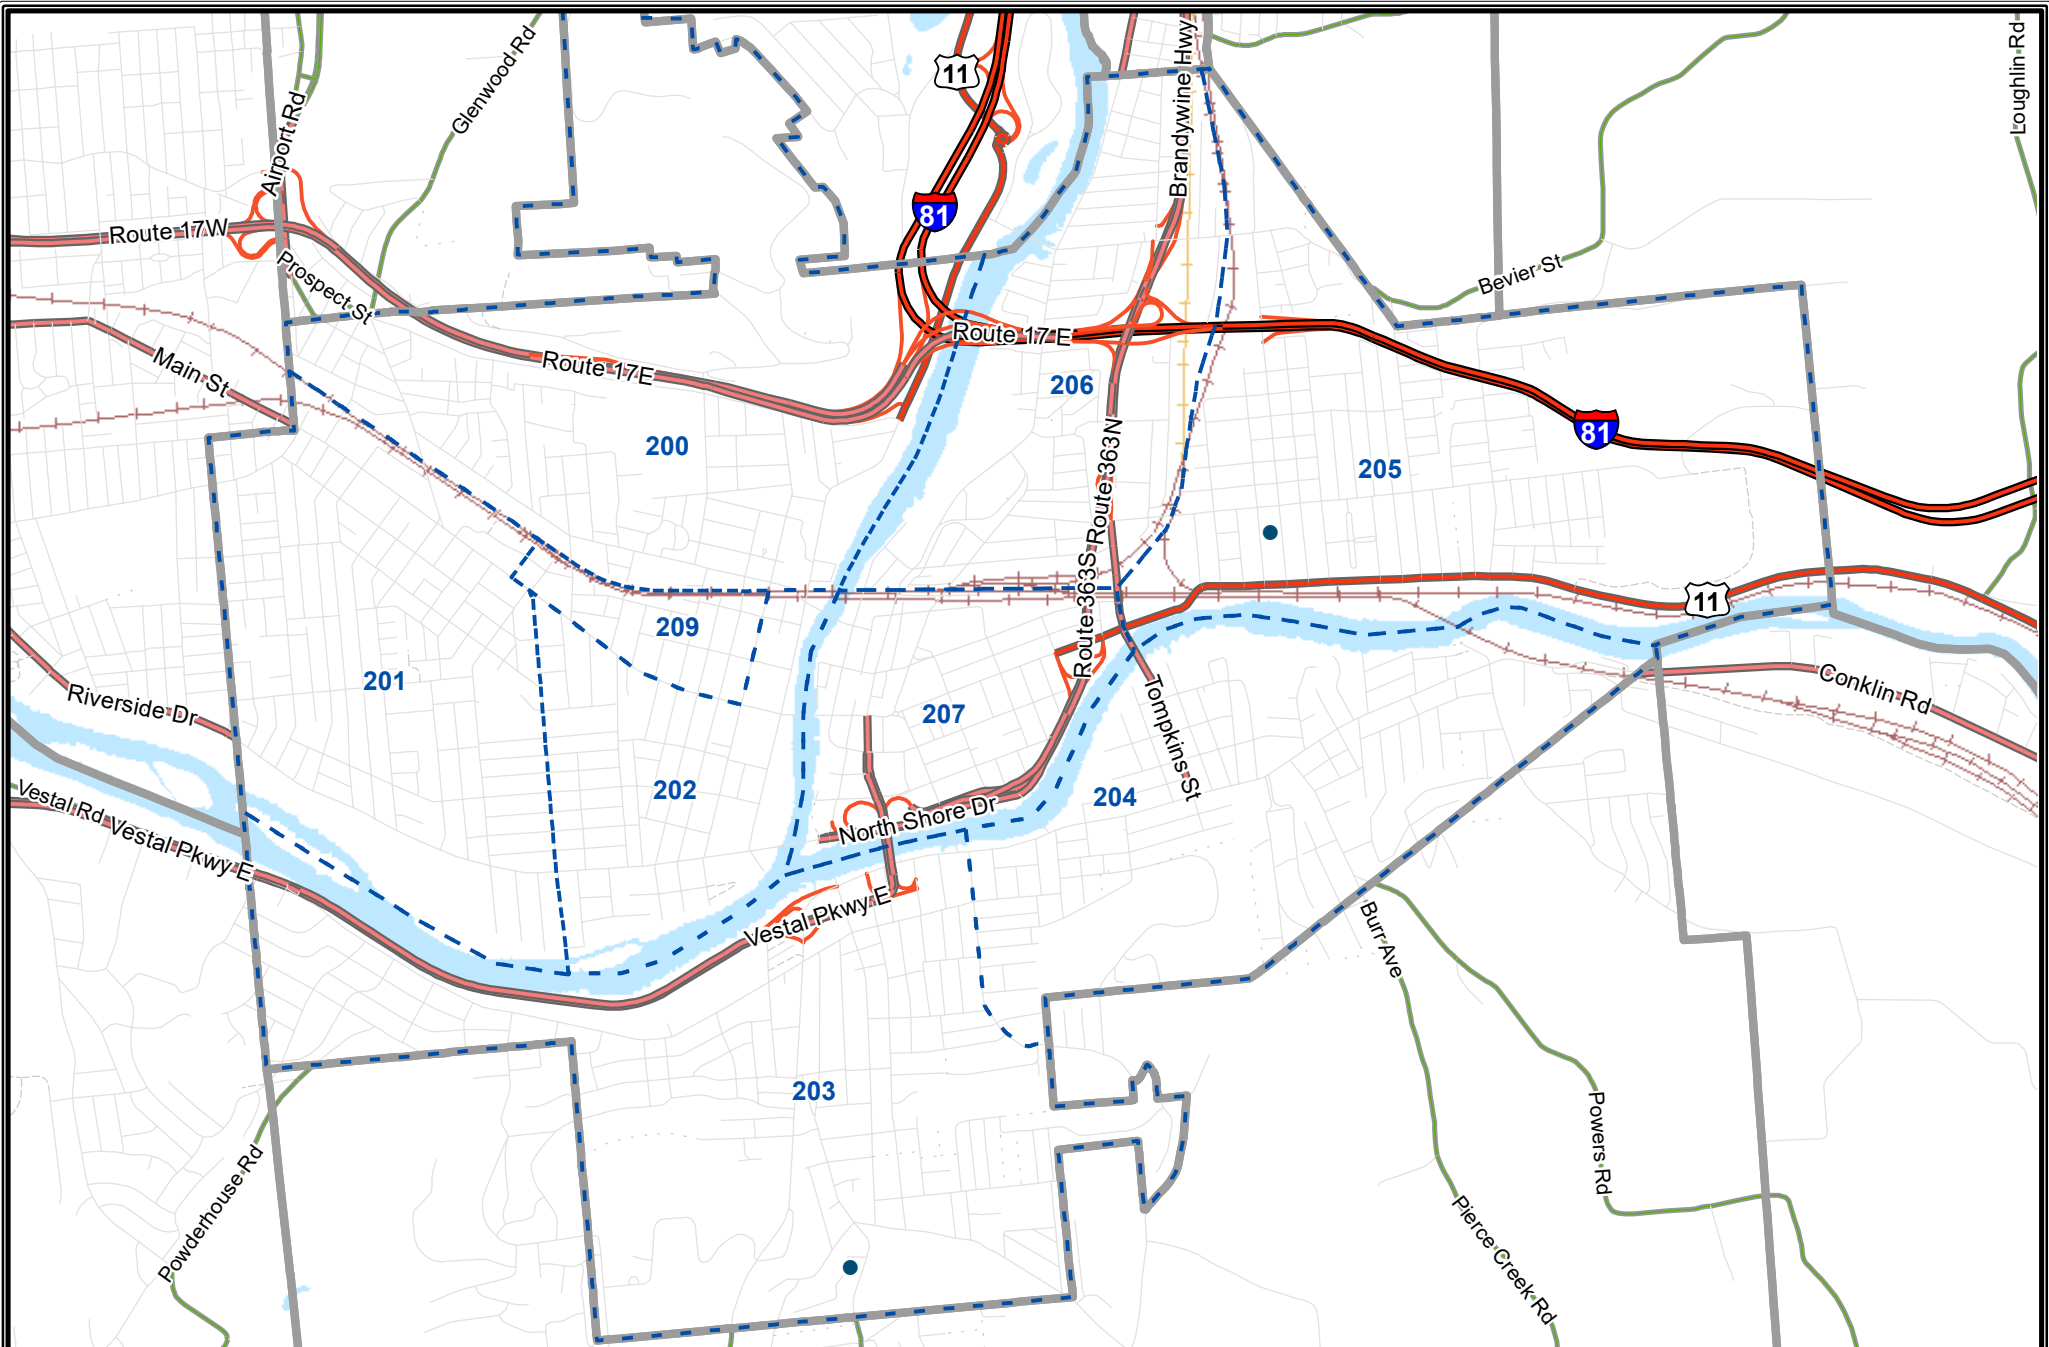 Glenwood Rd
11
Brandywine Hwy
Loughlin Rd
Airport Rd
81
Route 17W
Prospect St
Bevier St
Route 17 E
Main St
Route 17E
206
200
81
205
Route 363N
Route 363S
11
209
201
Riverside Dr
207
Tompkins St
Conklin Rd
202
204
Vestal Rd
North Shore Dr
Vestal Pkwy E
Vestal Pkwy E
Burr Ave
203
Powers Rd
Powderhouse Rd
Pierce Creek Rd